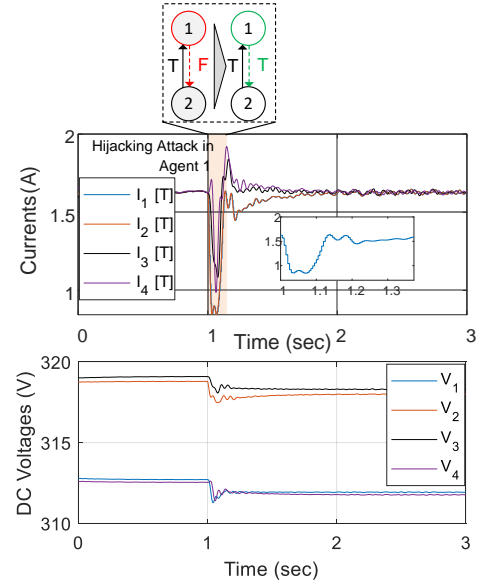 1 1
T F T T
2 2
2
Hijacking Attack in
Agent 1
I1 [T]
I2 [T]
I3 [T]
I4 [T]
Currents(A)
1.5
1
2
1.5
1
1 1.1 1.2 1.3
0 1 2 3
Time (sec)
320
315
310
DC Voltages (V)
V1
V2
V3
V4
0 1 2 3
Time (sec)